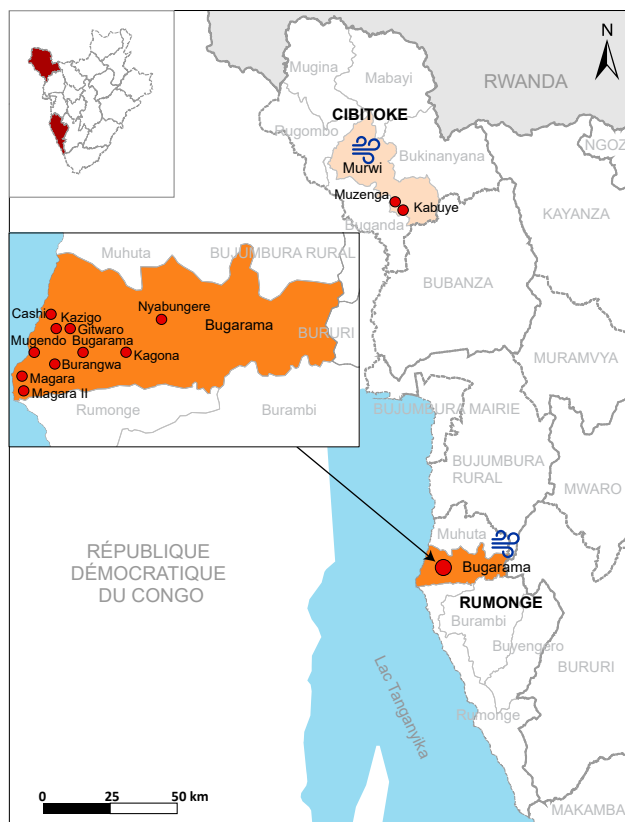 N
Mugina
Mabayi
RWANDA
CIBITOKE
Rugombo
Bukinanyana
NGOZ
Murwi
Muzenga
Kabuye
KAYANZA
Buganda
BUBANZA
Muhuta
BUJUMBURA RURAL
Nyabungere
Cashi
Kazigo
Gitwaro
Bugarama
BURURI
Mugendo
Bugarama
Kagona
Burangwa
Magara
Magara II
Rumonge
Burambi
MURAMVYA
BUJUMBURA MAIRIE
BUJUMBURA
RURAL
MWARO
Muhuta
RÉPUBLIQUE
DÉMOCRATIQUE
DU CONGO
Bugarama
RUMONGE
Burambi
Buyengero
BURURI
Lac Tanganyika
Rumonge
0 25 50 km
MAKAMBA